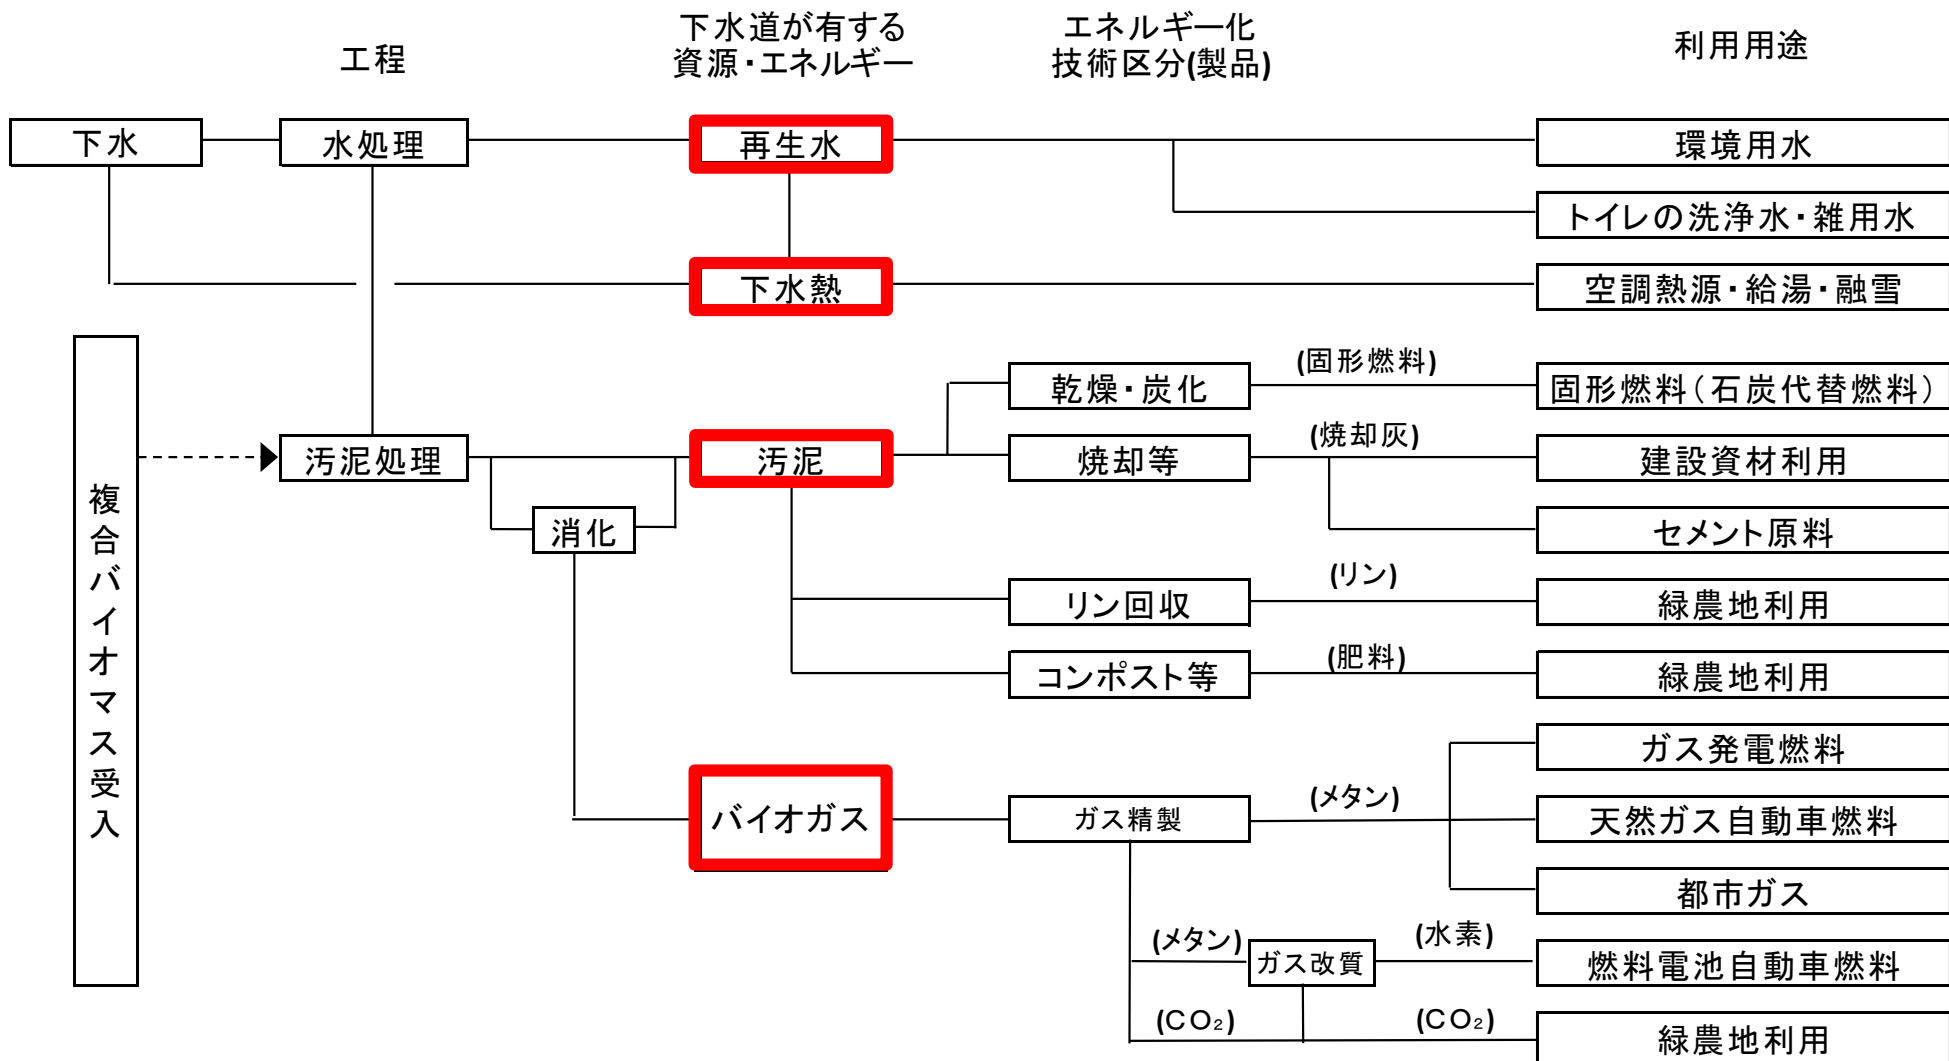 工程
下水道が有する
資源・エネルギー
エネルギー化
技術区分(製品)
利用用途
下水
水処理
再生水
環境用水
トイレの洗浄水・雑用水
下水熱
空調熱源・給湯・融雪
複合バイオマス受入
乾燥・炭化
(固形燃料)
固形燃料(石炭代替燃料)
汚泥処理
汚泥
焼却等
(焼却灰)
建設資材利用
消化
セメント原料
リン回収
(リン)
緑農地利用
コンポスト等
(肥料)
緑農地利用
ガス発電燃料
バイオガス
ガス精製
(メタン)
天然ガス自動車燃料
都市ガス
(メタン)
ガス改質
(水素)
燃料電池自動車燃料
(CO₂)
(CO₂)
緑農地利用